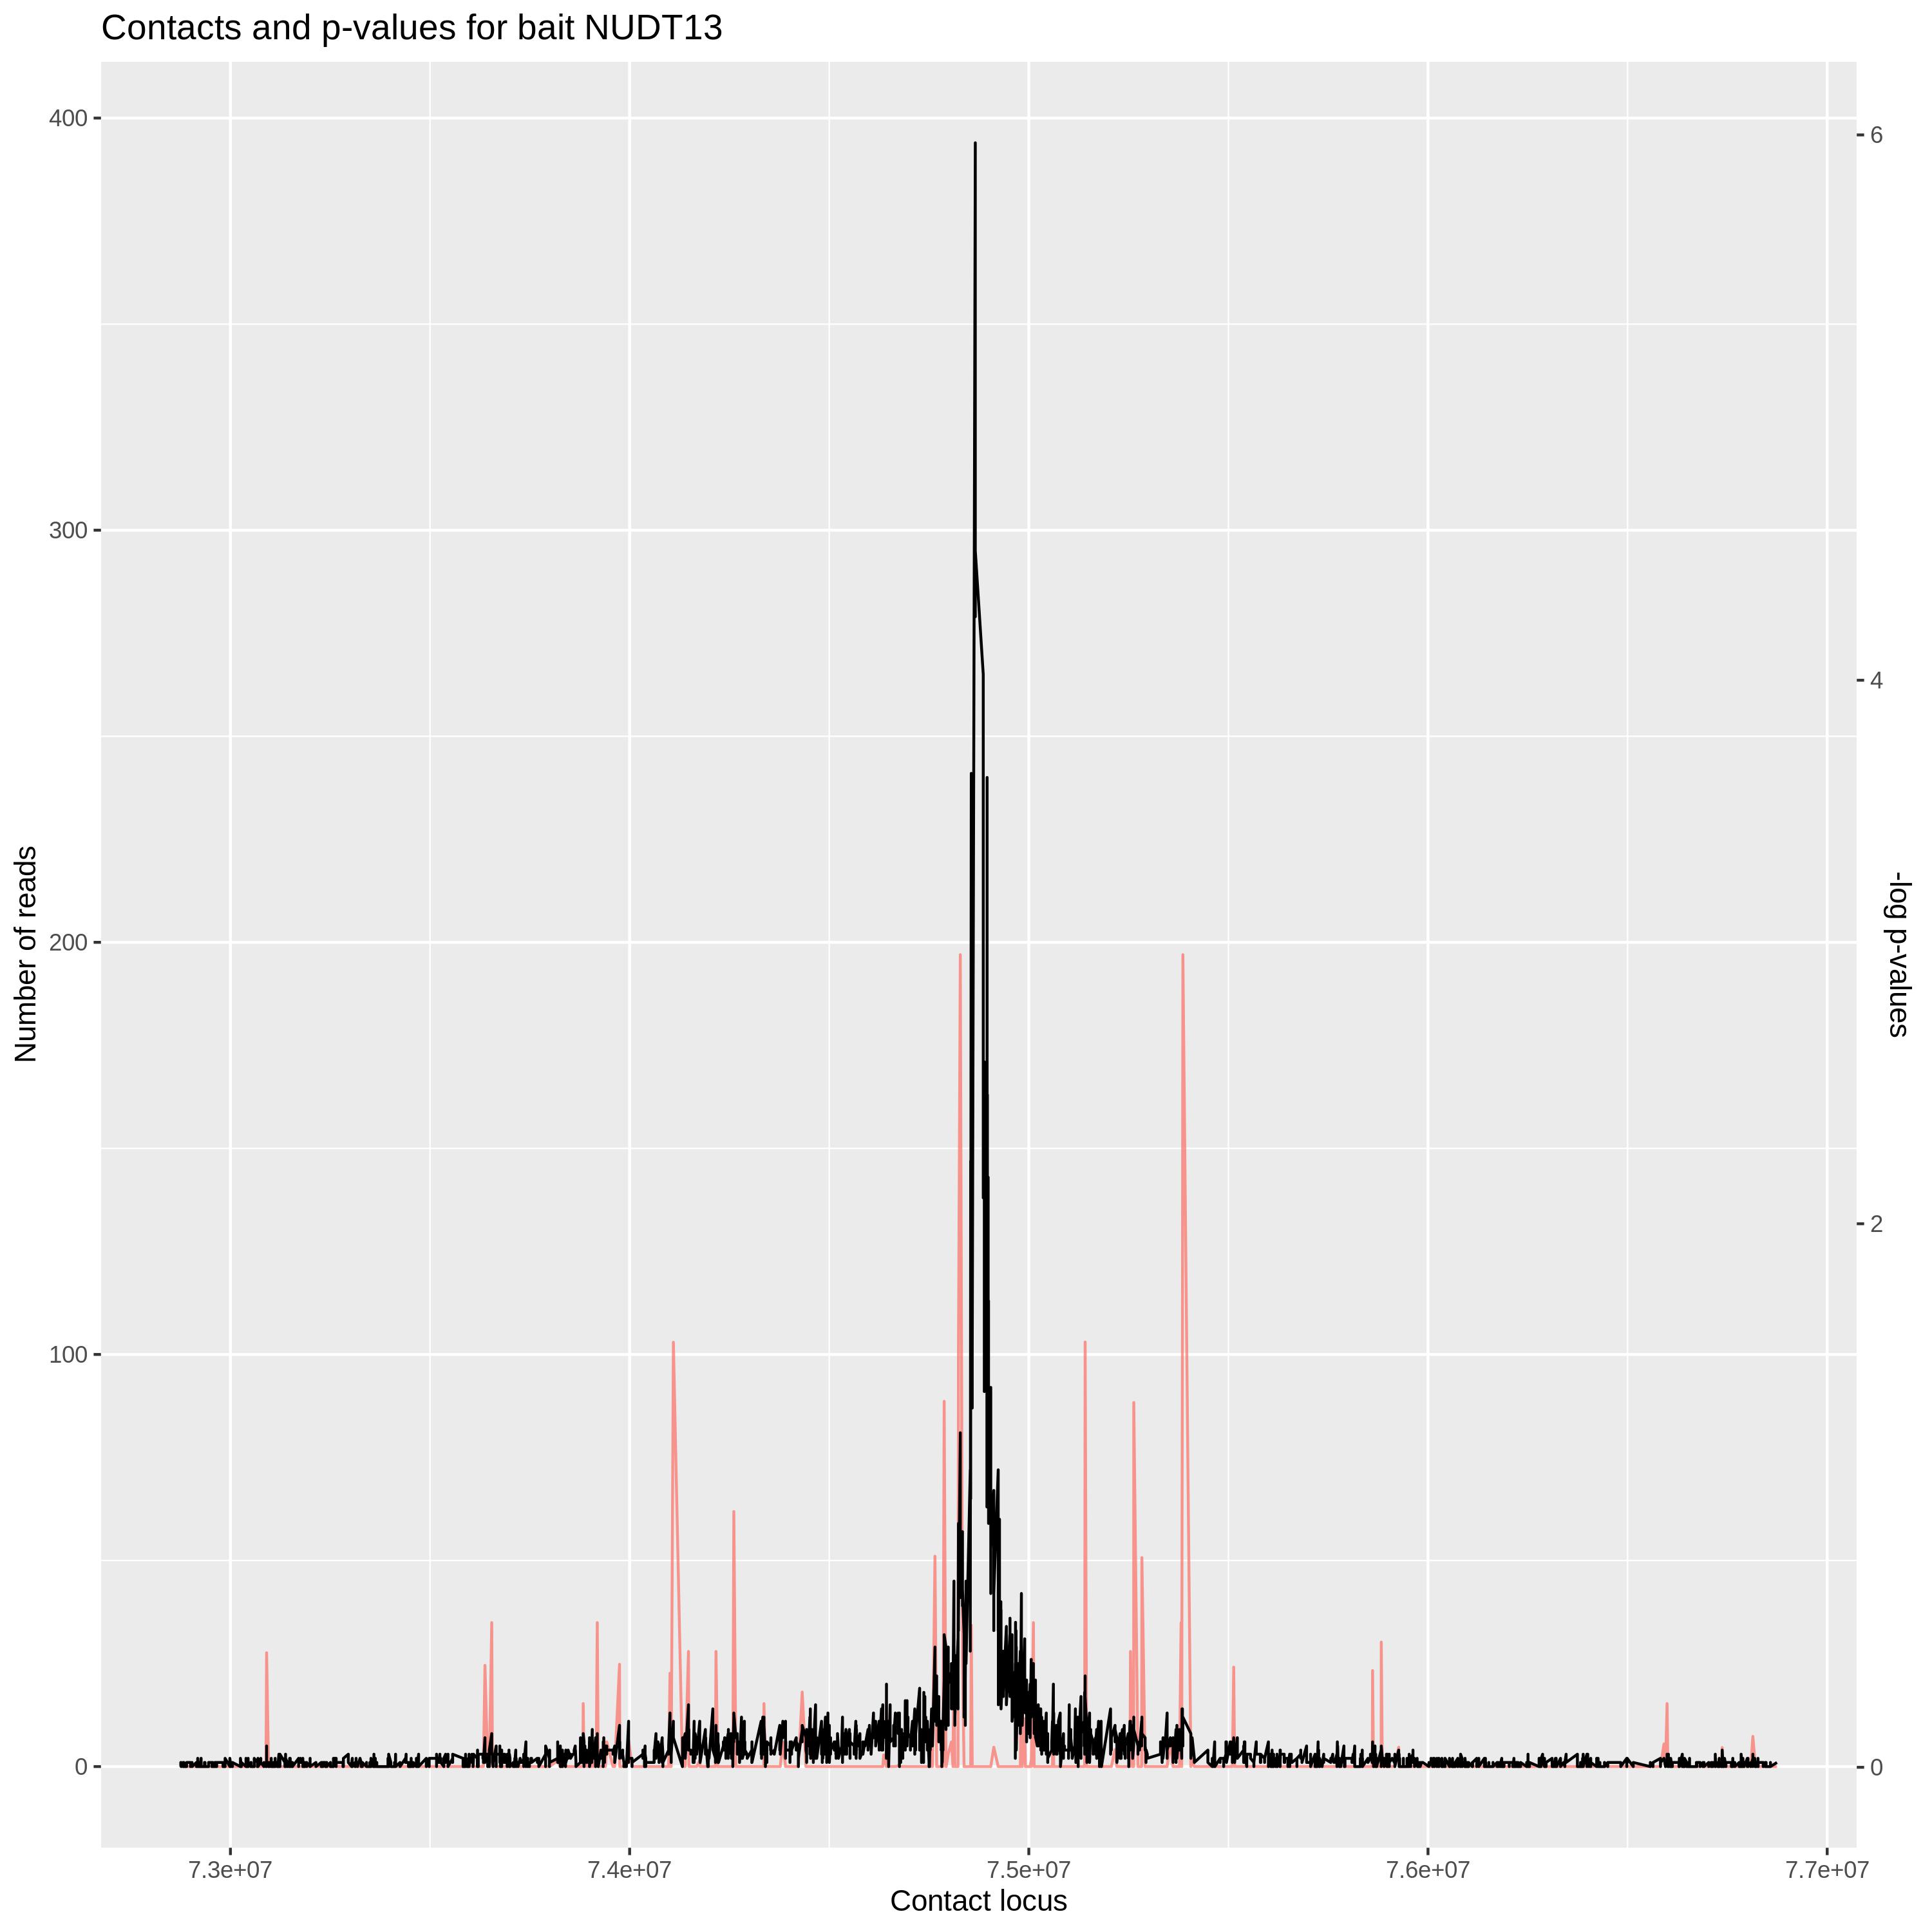 Contacts and p-values for bait NUDT13
400
300
200
100
0
6
4
2
0
Number of reads
-log p-values
7.3e+07 7.4e+07 7.5e+07 7.6e+07 7.7e+07
Contact locus